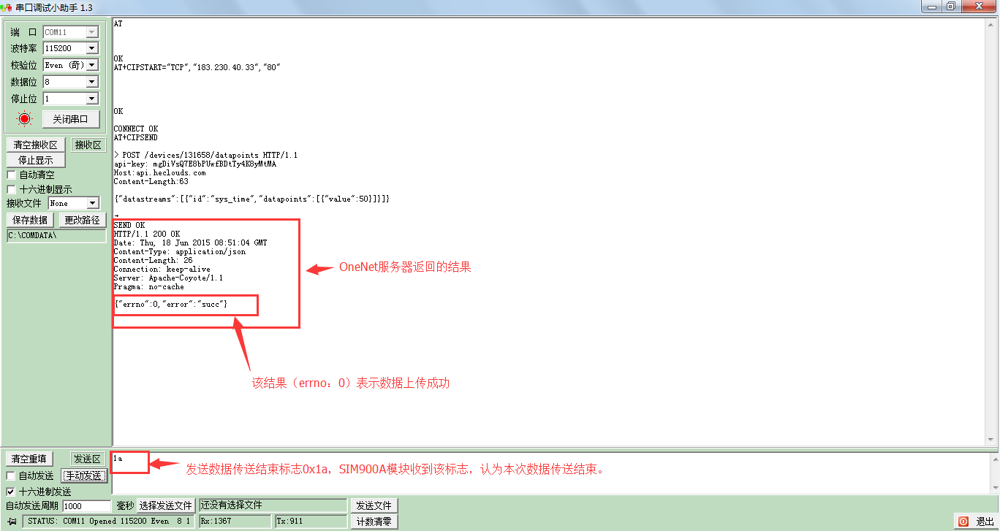 串口调试小助手 1.3
端 口 COM11
波特率 115200
校验位 Even (奇)
数据位 8
停止位 1
关闭串口
清空接收区 接收区
停止显示
自动清空
十六进制显示
接收文件 None
保存数据 更改路径
C:\COMDATA\
AT
OK
AT+CIPSTART="TCP","183.230.40.33","80"
OK
CONNECT OK
AT+CIPSEND
> POST /devices/131658/datapoints HTTP/1.1
api-key: mgDiVsQ7E8bPUwfBDtTy4K8yMtMA
Host:api.heclouds.com
Content-Length:63
{"datastreams":[{"id":"sys_time","datapoints":[{"value":50}]}]}
→
SEND OK
HTTP/1.1 200 OK
Date: Thu, 18 Jun 2015 08:51:04 GMT
Content-Type: application/json
Content-Length: 26
Connection: keep-alive
Server: Apache-Coyote/1.1
Pragma: no-cache
{"errno":0,"error":"succ"}
OneNet服务器返回的结果
该结果（errno：0）表示数据上传成功
清空重填 发送区
1a
发送数据传送结束标志0x1a，SIM900A模块收到该标志，认为本次数据传送结束。
自动发送 手动发送
十六进制发送
自动发送周期 1000 毫秒 选择发送文件 还没有选择文件 发送文件
STATUS: COM11 Opened 115200 Even 8 1 Rx:1367 Tx:911 计数清零 退出